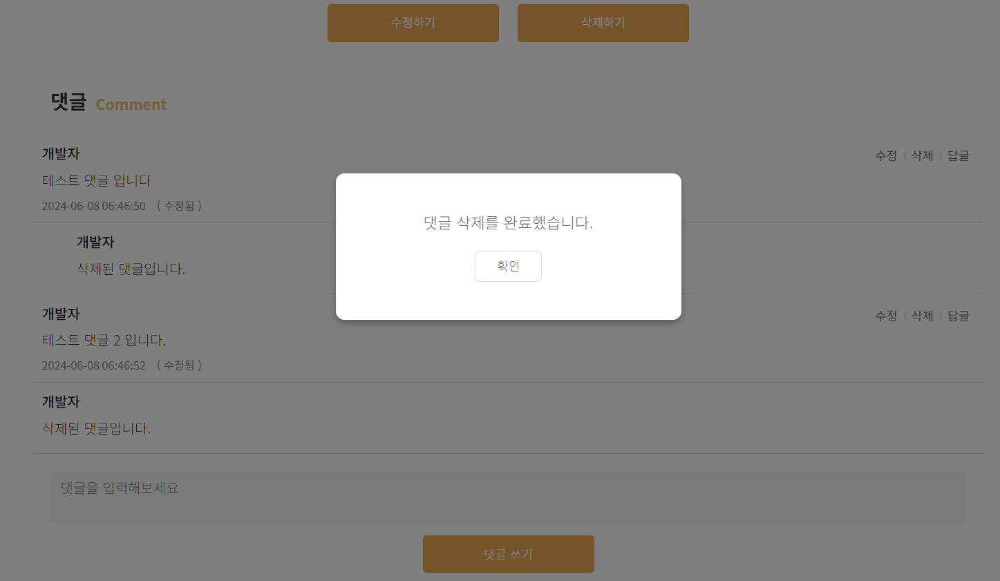 수정하기 삭제하기
댓글 Comment
개발자 수정 삭제 답글
테스트 댓글 입니다
2024-06-08 06:46:50 ( 수정됨 )
개발자
삭제된 댓글입니다.
댓글 삭제를 완료했습니다.
확인
개발자 수정 삭제 답글
테스트 댓글 2 입니다.
2024-06-08 06:46:52 ( 수정됨 )
개발자
삭제된 댓글입니다.
댓글을 입력해보세요
댓글 쓰기